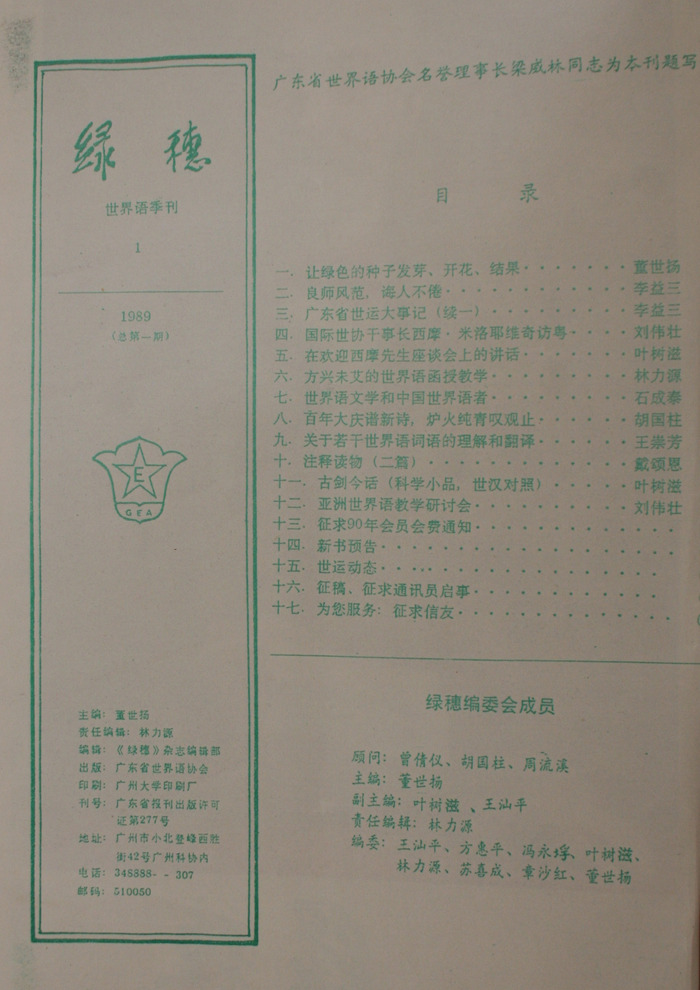 绿穗
世界语季刊
1
1989
(总第一期)
E
GEA
主编：董世扬
责任编辑：林力源
编辑：《绿穗》杂志编辑部
出版：广东省世界语协会
印刷：广州大学印刷厂
刊号：广东省报刊出版许可
证第277号
地址：广州市小北登峰西胜
街42号广州科协内
电话：348888--307
邮码：510050
广东省世界语协会名誉理事长梁威林同志为本刊题写
目录
一．让绿色的种子发芽、开花、结果·······董世扬
二．良师风范，诲人不倦············李益三
三．广东省世运大事记（续一）·········李益三
四．国际世协干事长西摩·米洛耶维奇访粤····刘伟壮
五．在欢迎西摩先生座谈会上的讲话·······叶树滋
六．方兴未艾的世界语函授教学·········林力源
七．世界语文学和中国世界语者·········石成泰
八．百年大庆谱新诗，炉火纯青叹观止······胡国柱
九．关于若干世界语词语的理解和翻译······王崇芳
十．注释读物（二篇）·············戴颂恩
十一．古剑今话（科学小品，世汉对照）·····叶树滋
十二．亚洲世界语教学研讨会··········刘伟壮
十三．征求90年会员会费通知············
十四．新书预告··················
十五．世运动态·················
十六．征稿、征求通讯员启事············
十七．为您服务：征求信友·············
绿穗编委会成员
顾问：曾倩仪、胡国柱、周流溪
主编：董世扬
副主编：叶树滋、王汕平
责任编辑：林力源
编委：王汕平、方惠平、冯永埒、叶树滋、
林力源、苏喜成、章沙红、董世扬